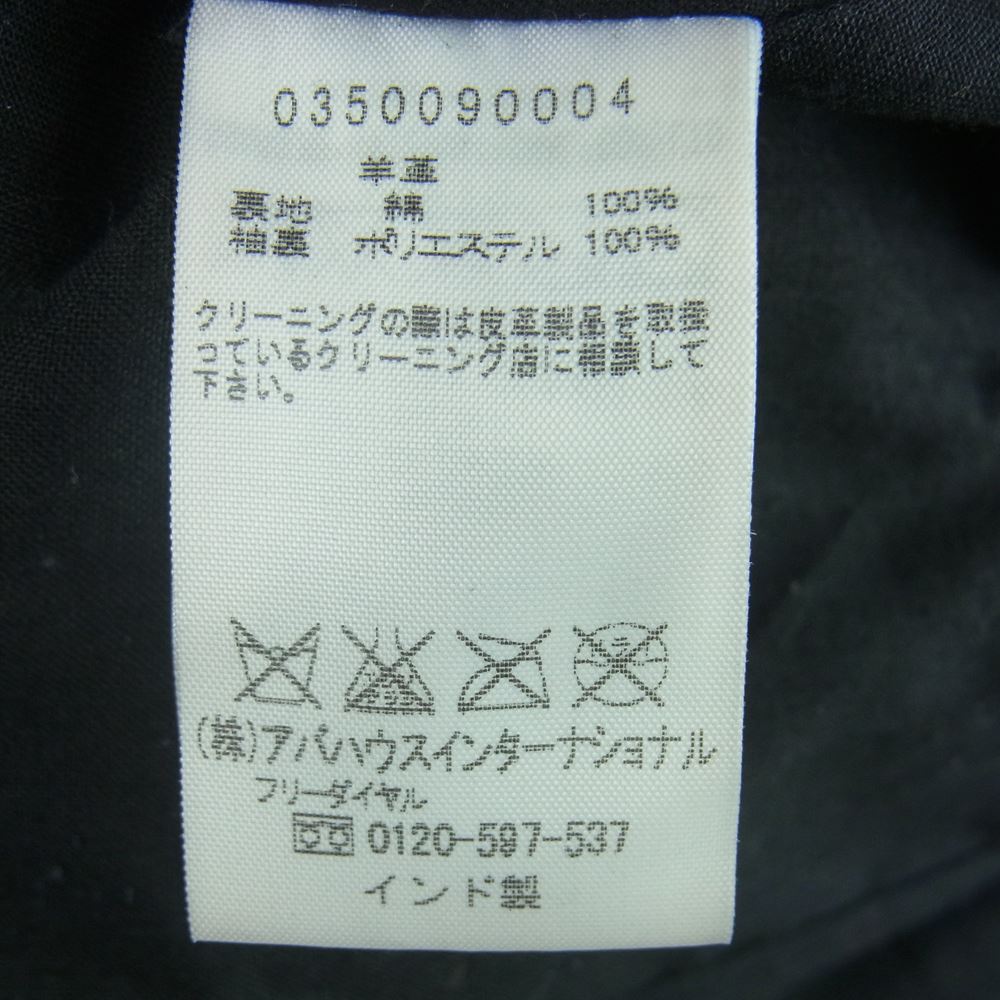 0350090004
羊革
裏地 綿 100%
袖裏 ポリエステル 100%
クリーニングの際は皮革製品を取扱
っているクリーニング店に相談して
下さい。
(株)アバハウスインターナショナル
フリーダイヤル
0120-597-537
インド製